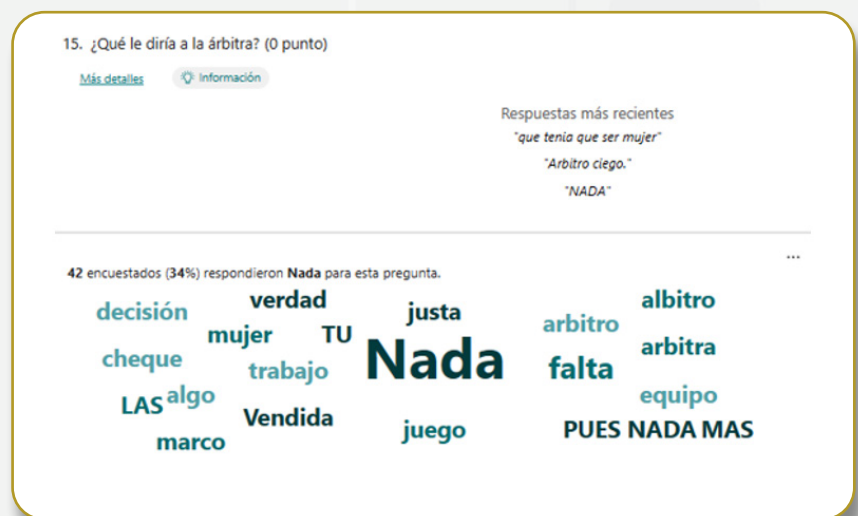 15. ¿Qué le diría a la árbitra? (0 punto)
Más detalles
Información
Respuestas más recientes
"que tenia que ser mujer"
"Arbitro ciego."
"NADA"
...
42 encuestados (34%) respondieron Nada para esta pregunta.
decisión
verdad
justa
albitro
mujer
TU
arbitro
cheque
trabajo
Nada
falta
arbitra
LAS
algo
equipo
Vendida
marco
juego
PUES NADA MAS